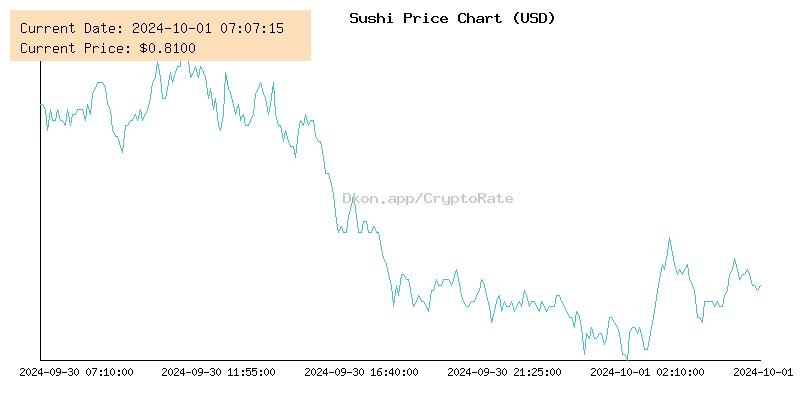 Sushi Price Chart (USD)
Current Date: 2024-10-01 07:07:15
Current Price: $0.8100
Dkon.app/CryptoRate
2024-09-30 07:10:00 2024-09-30 11:55:00 2024-09-30 16:40:00 2024-09-30 21:25:00 2024-10-01 02:10:00 2024-10-01